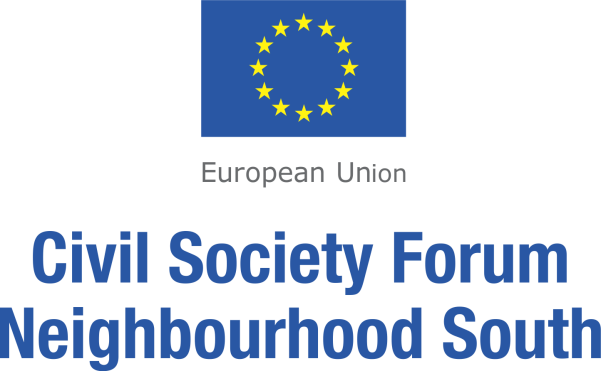 European Union
Civil Society Forum
Neighbourhood South